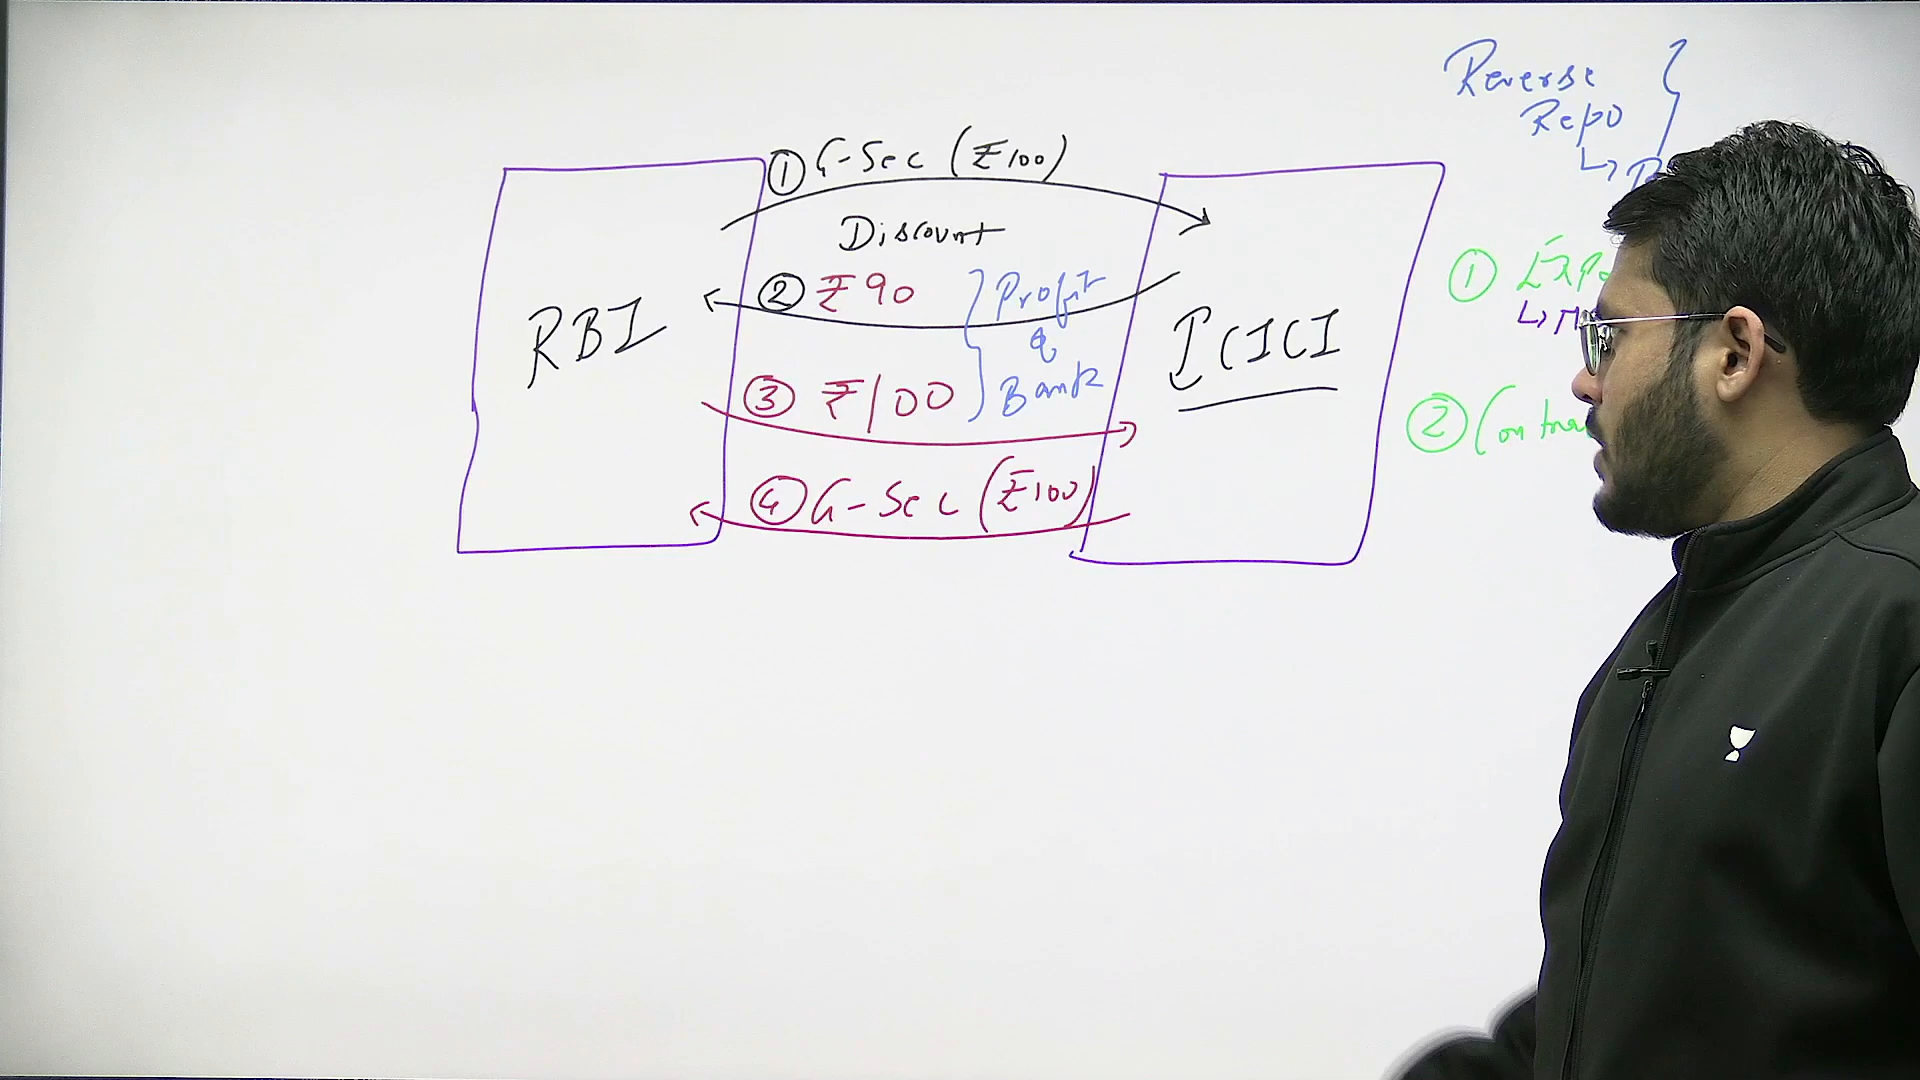 ① G-Sec (₹100)
Discount
② ₹90
③ ₹100
Profit
Bank
④ G-Sec (₹100)
RBI
ICICI
Reverse
Repo
①
②